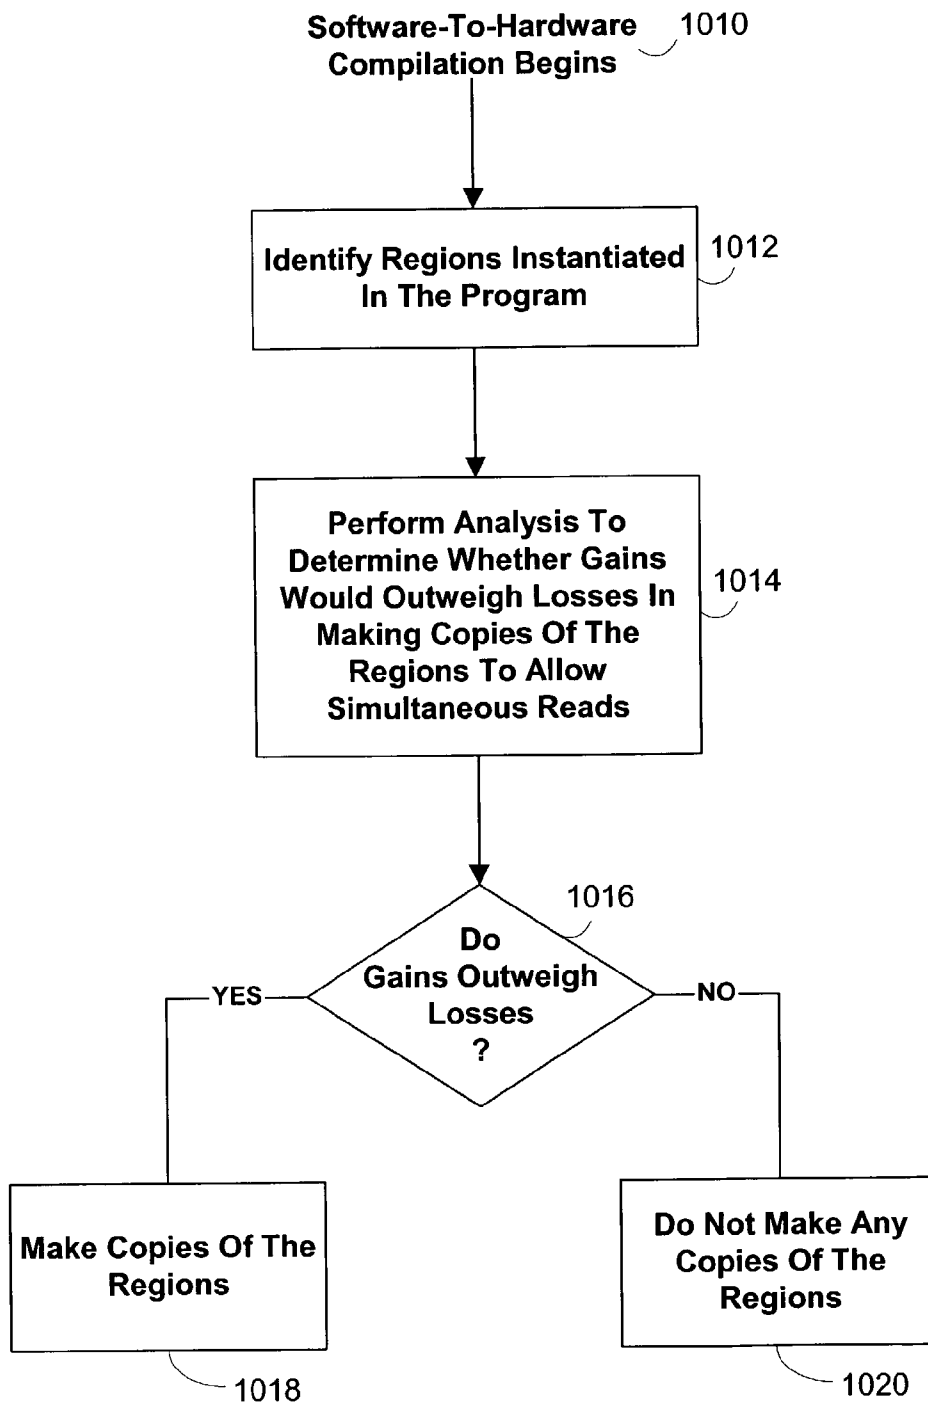 Software-To-Hardware
Compilation Begins
1010
Identify Regions Instantiated
In The Program
1012
Perform Analysis To
Determine Whether Gains
Would Outweigh Losses In
Making Copies Of The
Regions To Allow
Simultaneous Reads
1014
1016
Do
Gains Outweigh
Losses
?
YES
NO
Make Copies Of The
Regions
1018
Do Not Make Any
Copies Of The
Regions
1020